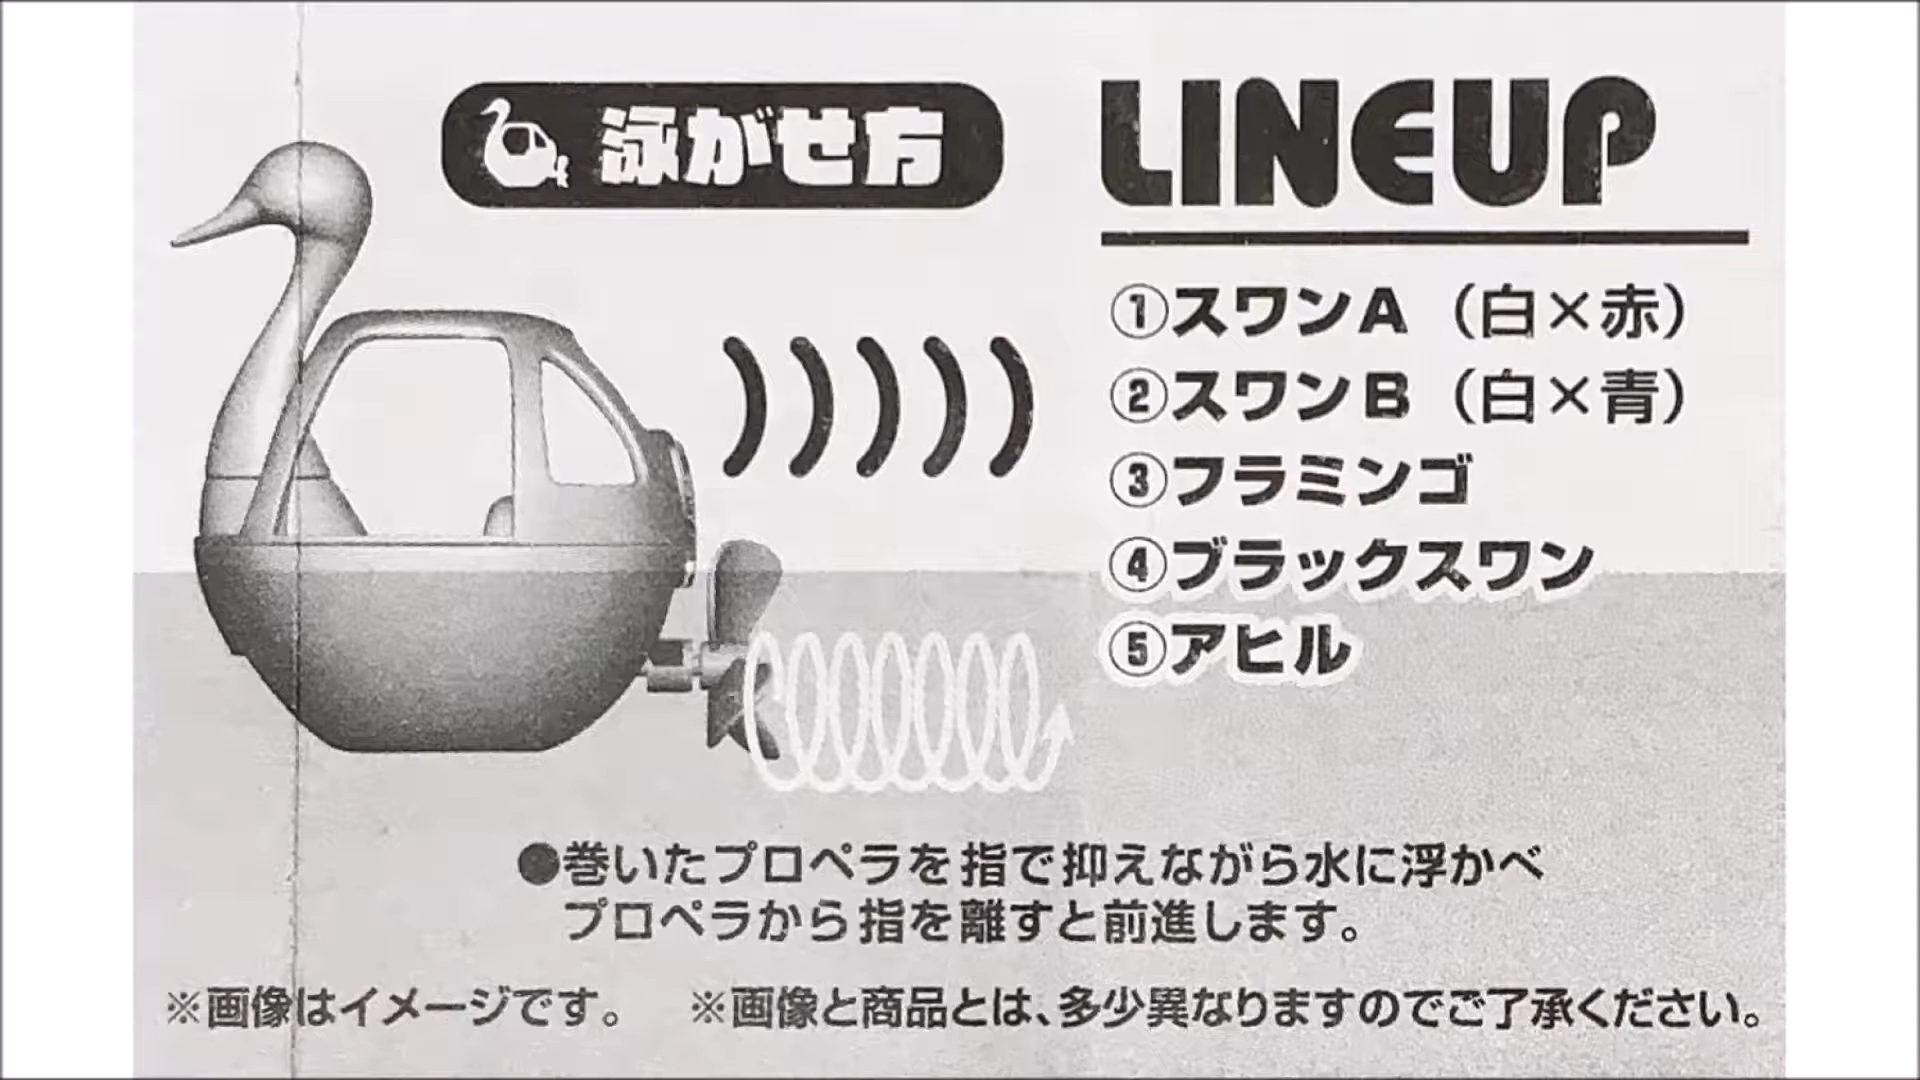 泳がせ方
LINEUP
①スワンA（白×赤）
②スワンB（白×青）
③フラミンゴ
④ブラックスワン
⑤アヒル
●巻いたプロペラを指で抑えながら水に浮かべ
プロペラから指を離すと前進します。
※画像はイメージです。 ※画像と商品とは、多少異なりますのでご了承ください。